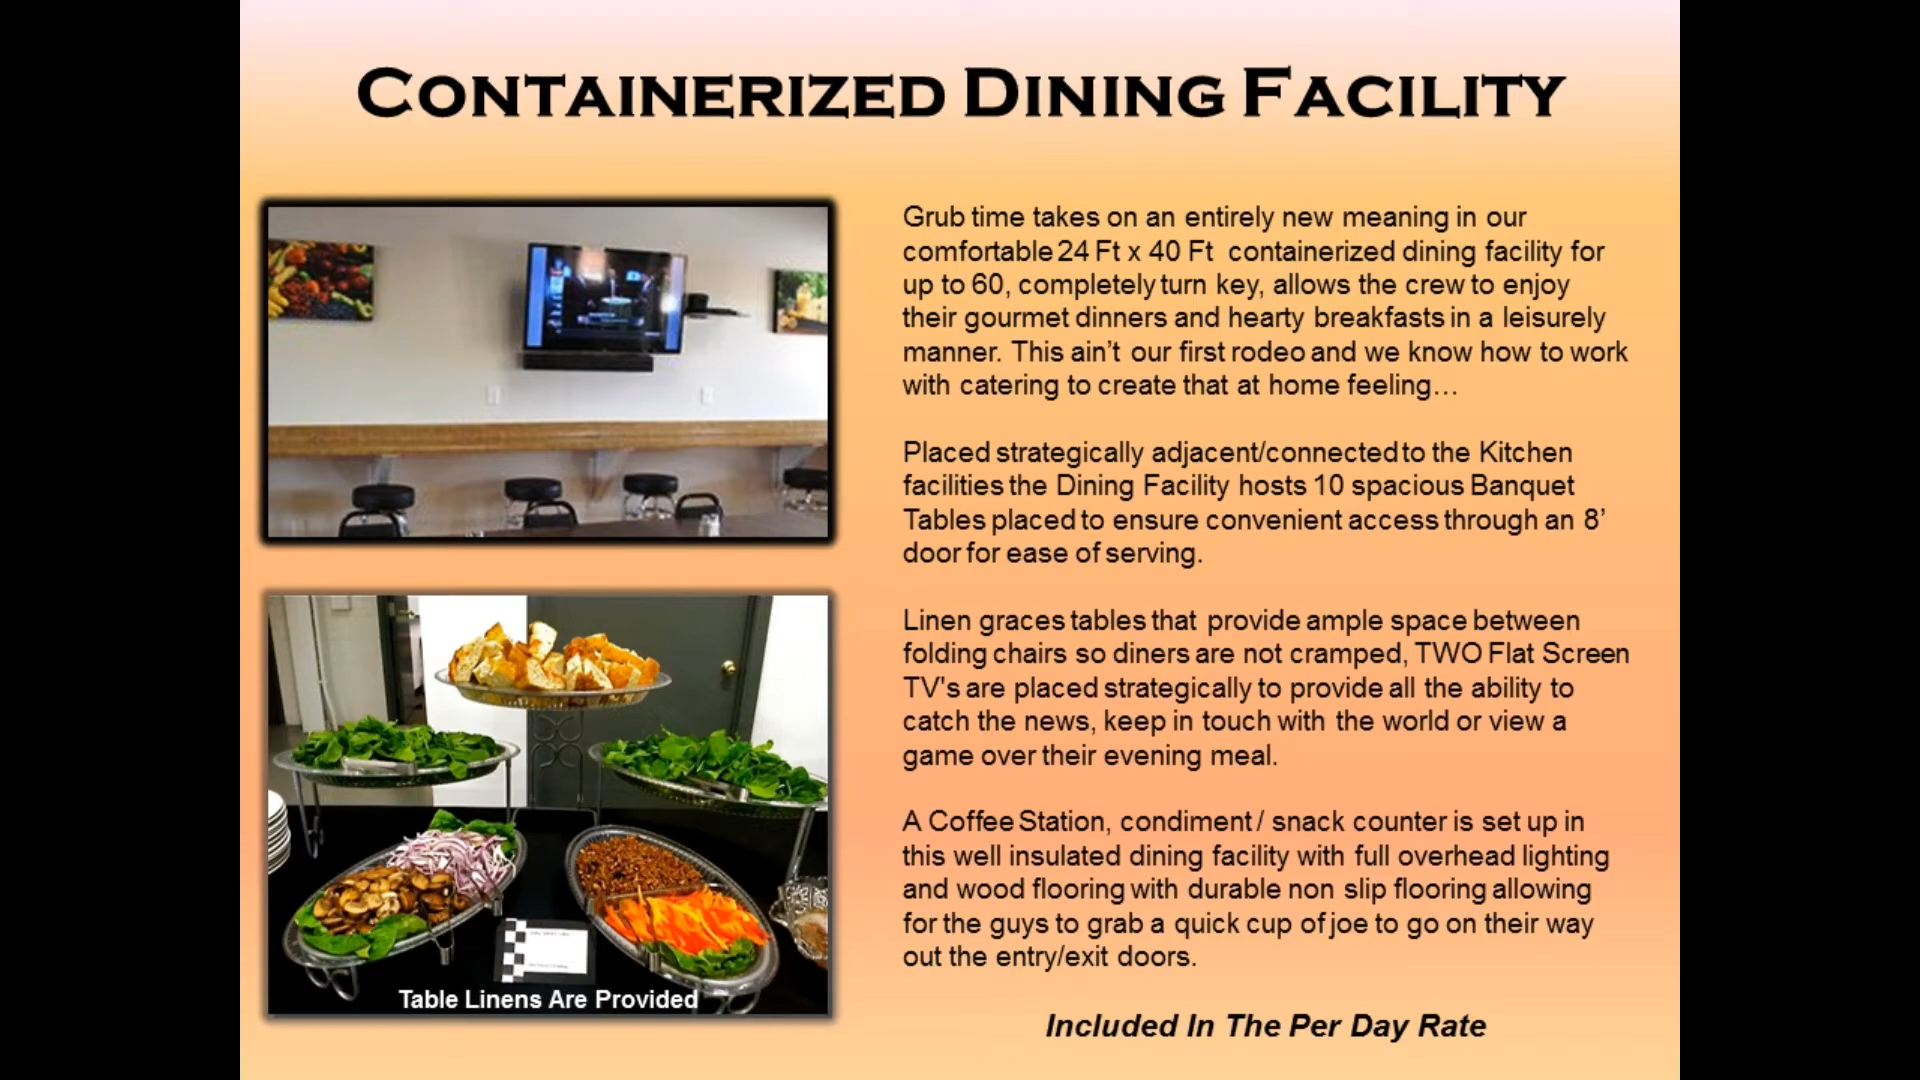 CONTAINERIZED DINING FACILITY
Grub time takes on an entirely new meaning in our
comfortable 24 Ft x 40 Ft containerized dining facility for
up to 60, completely turn key, allows the crew to enjoy
their gourmet dinners and hearty breakfasts in a leisurely
manner. This ain’t our first rodeo and we know how to work
with catering to create that at home feeling…
Placed strategically adjacent/connected to the Kitchen
facilities the Dining Facility hosts 10 spacious Banquet
Tables placed to ensure convenient access through an 8’
door for ease of serving.
Linen graces tables that provide ample space between
folding chairs so diners are not cramped, TWO Flat Screen
TV's are placed strategically to provide all the ability to
catch the news, keep in touch with the world or view a
game over their evening meal.
A Coffee Station, condiment / snack counter is set up in
this well insulated dining facility with full overhead lighting
and wood flooring with durable non slip flooring allowing
for the guys to grab a quick cup of joe to go on their way
out the entry/exit doors.
Table Linens Are Provided
Included In The Per Day Rate